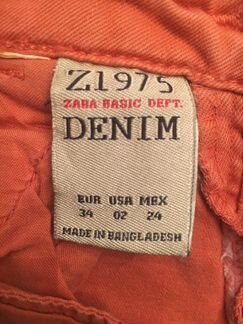 Z1975
ZARA BASIC DEPT.
DENIM
EUR USA MEX
34 02 24
MADE IN BANGLADESH